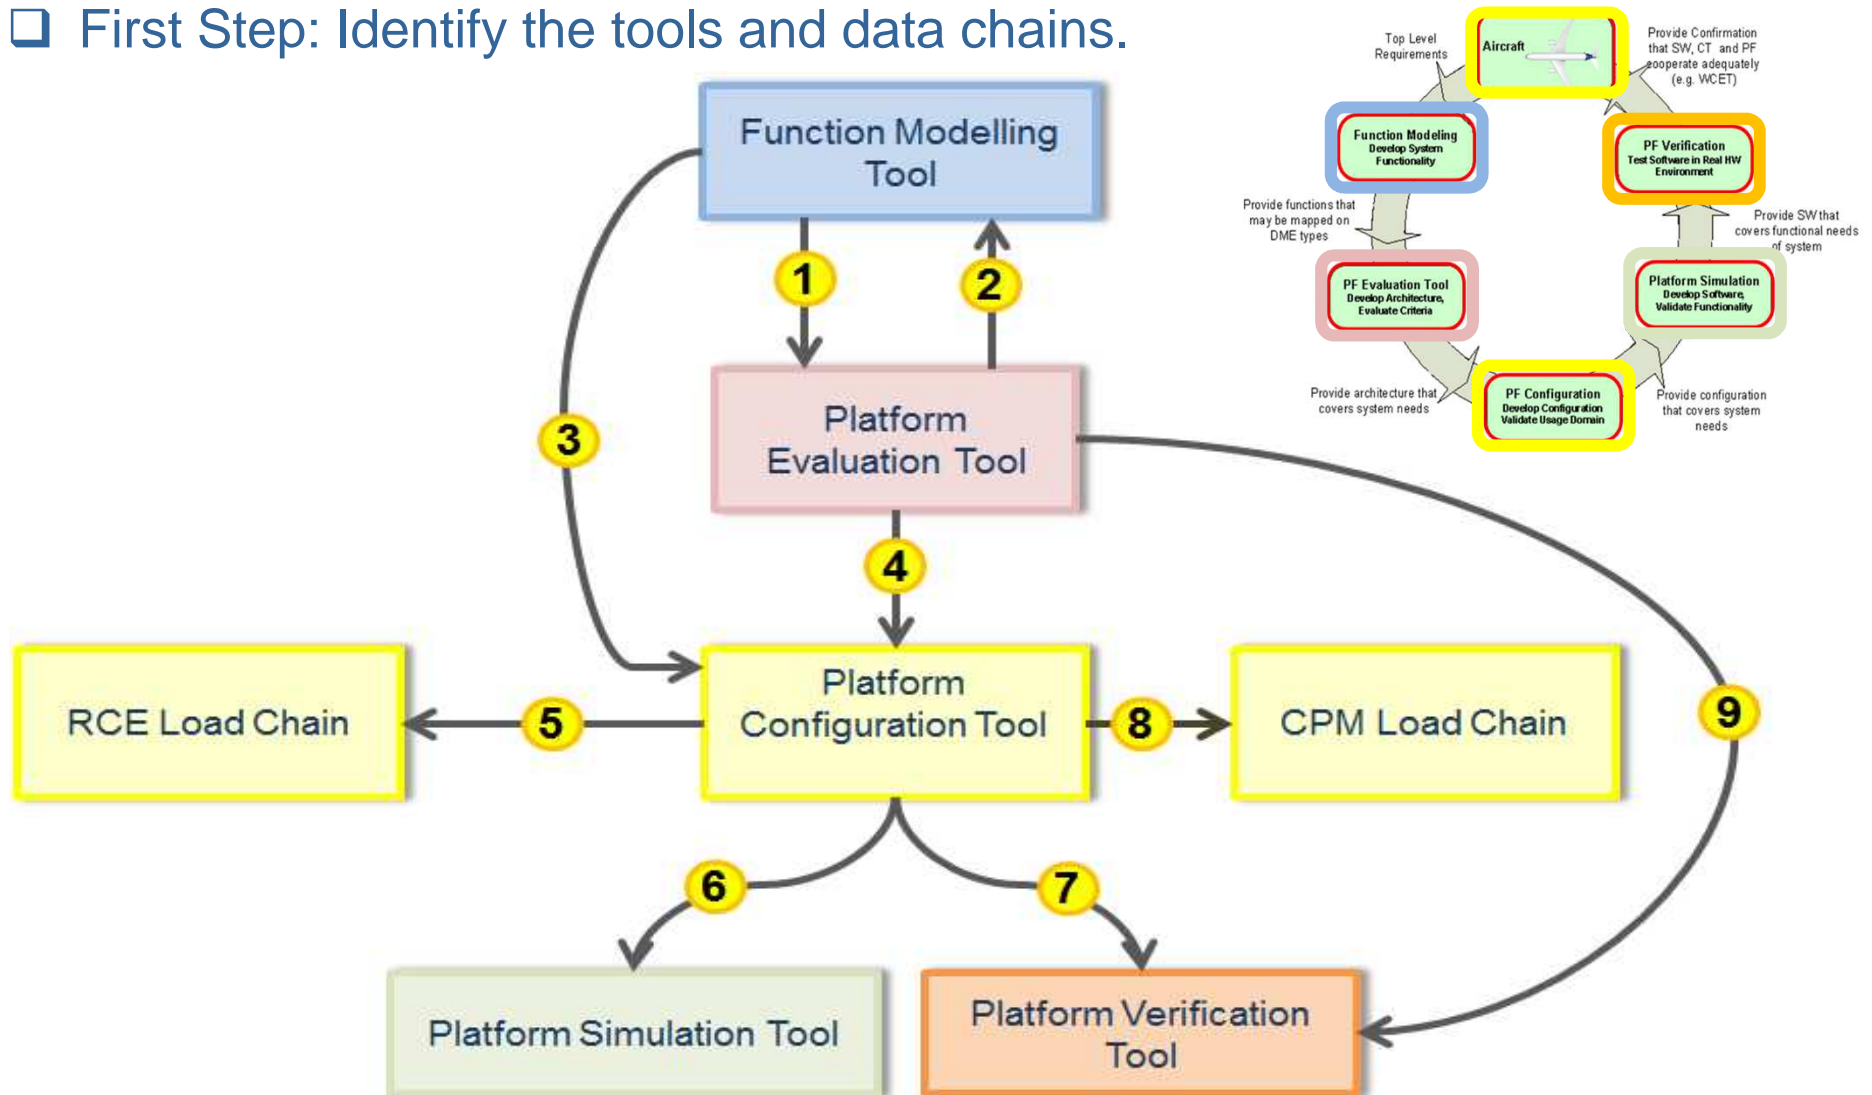 ❑ First Step: Identify the tools and data chains.
Function Modelling
Tool
1
2
3
Platform
Evaluation Tool
4
RCE Load Chain
5
Platform
Configuration Tool
8
CPM Load Chain
9
6
7
Platform Simulation Tool
Platform Verification
Tool
Top Level
Requirements
Aircraft
Provide Confirmation
that SW, CT and PF
cooperate adequately
(e.g. WCET)
Function Modeling
Develop System
Functionality
PF Verification
Test Software in Real HW
Environment
Provide functions that
may be mapped on
DME types
Provide SW that
covers functional needs
of system
PF Evaluation Tool
Develop Architecture,
Evaluate Criteria
Platform Simulation
Develop Software,
Validate Functionality
Provide architecture that
covers system needs
PF Configuration
Develop Configuration
Validate Usage Domain
Provide configuration
that covers system
needs